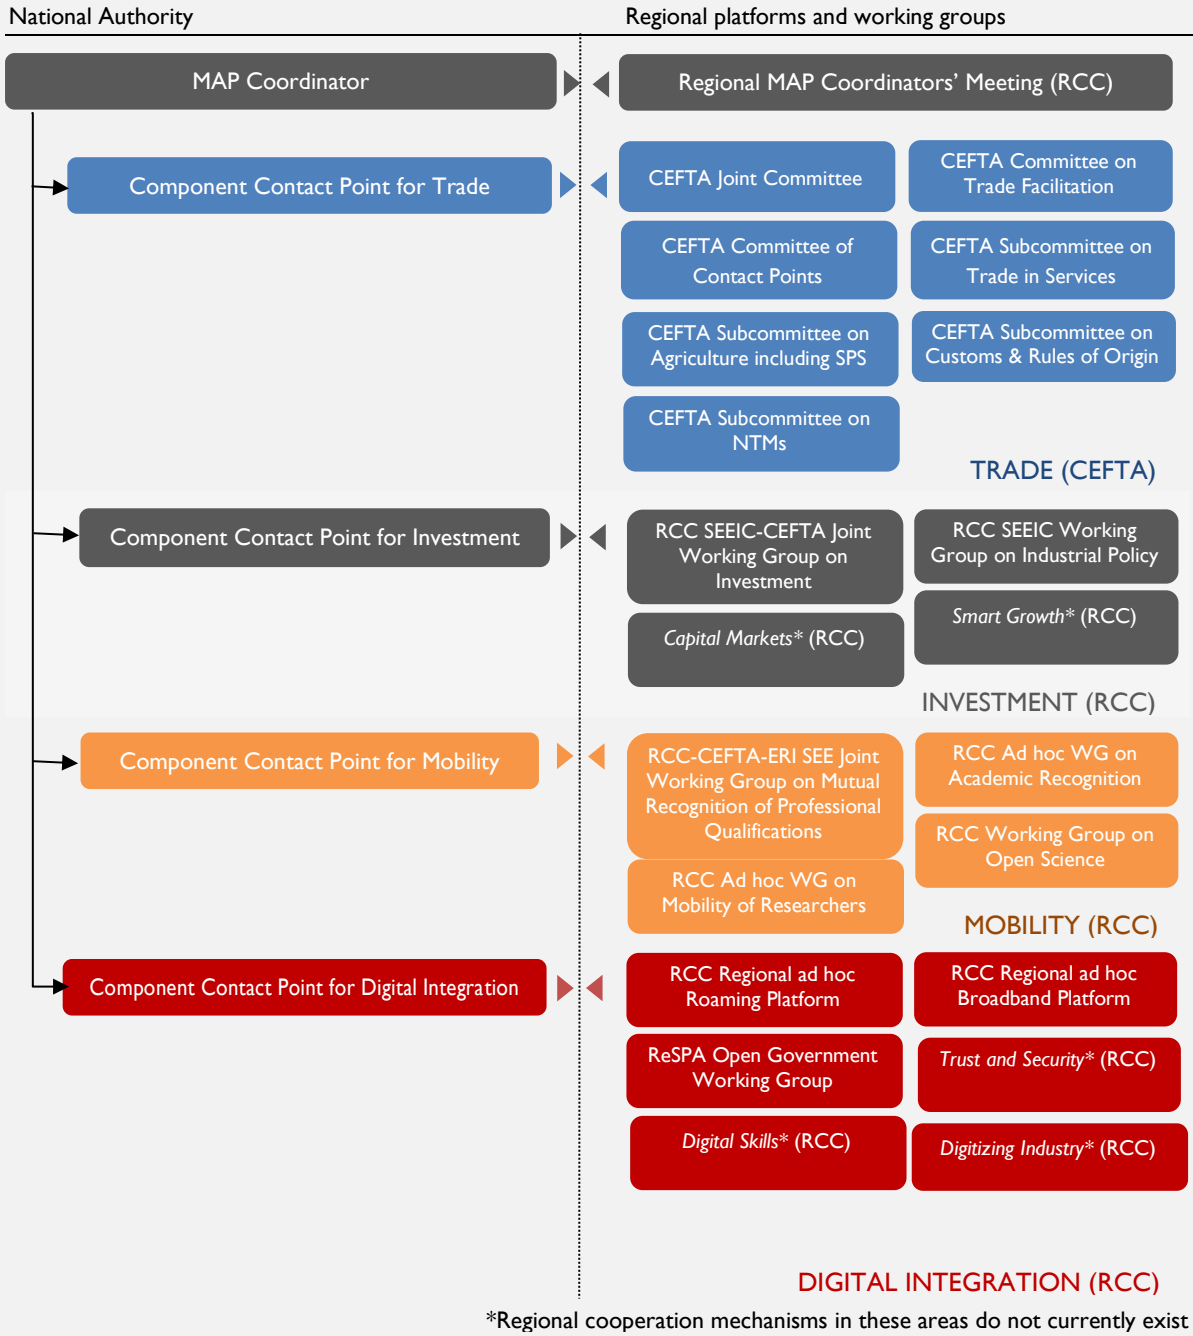 National Authority
Regional platforms and working groups
MAP Coordinator
Regional MAP Coordinators’ Meeting (RCC)
Component Contact Point for Trade
CEFTA Joint Committee
CEFTA Committee on
Trade Facilitation
CEFTA Committee of
Contact Points
CEFTA Subcommittee on
Trade in Services
CEFTA Subcommittee on
Agriculture including SPS
CEFTA Subcommittee on
Customs & Rules of Origin
CEFTA Subcommittee on
NTMs
TRADE (CEFTA)
Component Contact Point for Investment
RCC SEEIC-CEFTA Joint
Working Group on
Investment
RCC SEEIC Working
Group on Industrial Policy
Capital Markets* (RCC)
Smart Growth* (RCC)
INVESTMENT (RCC)
Component Contact Point for Mobility
RCC-CEFTA-ERI SEE Joint
Working Group on Mutual
Recognition of Professional
Qualifications
RCC Ad hoc WG on
Academic Recognition
RCC Working Group on
Open Science
RCC Ad hoc WG on
Mobility of Researchers
MOBILITY (RCC)
Component Contact Point for Digital Integration
RCC Regional ad hoc
Roaming Platform
RCC Regional ad hoc
Broadband Platform
ReSPA Open Government
Working Group
Trust and Security* (RCC)
Digital Skills* (RCC)
Digitizing Industry* (RCC)
DIGITAL INTEGRATION (RCC)
*Regional cooperation mechanisms in these areas do not currently exist